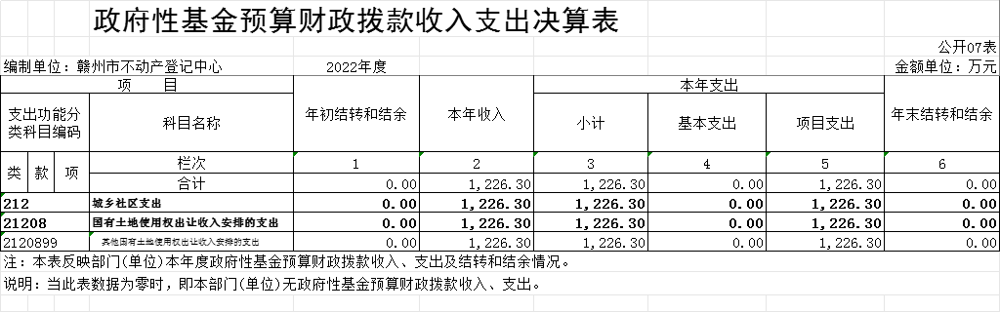 政府性基金预算财政拨款收入支出决算表
公开07表
编制单位：赣州市不动产登记中心 2022年度 金额单位：万元
项 目 年初结转和结余 本年收入 本年支出 年末结转和结余
支出功能分类科目编码 科目名称 小计 基本支出 项目支出
类 款 项 栏次 1 2 3 4 5 6
合计 0.00 1,226.30 1,226.30 0.00 1,226.30 0.00
212 城乡社区支出 0.00 1,226.30 1,226.30 0.00 1,226.30 0.00
21208 国有土地使用权出让收入安排的支出 0.00 1,226.30 1,226.30 0.00 1,226.30 0.00
2120899 其他国有土地使用权出让收入安排的支出 0.00 1,226.30 1,226.30 0.00 1,226.30 0.00
注：本表反映部门(单位)本年度政府性基金预算财政拨款收入、支出及结转和结余情况。
说明：当此表数据为零时，即本部门(单位)无政府性基金预算财政拨款收入、支出。